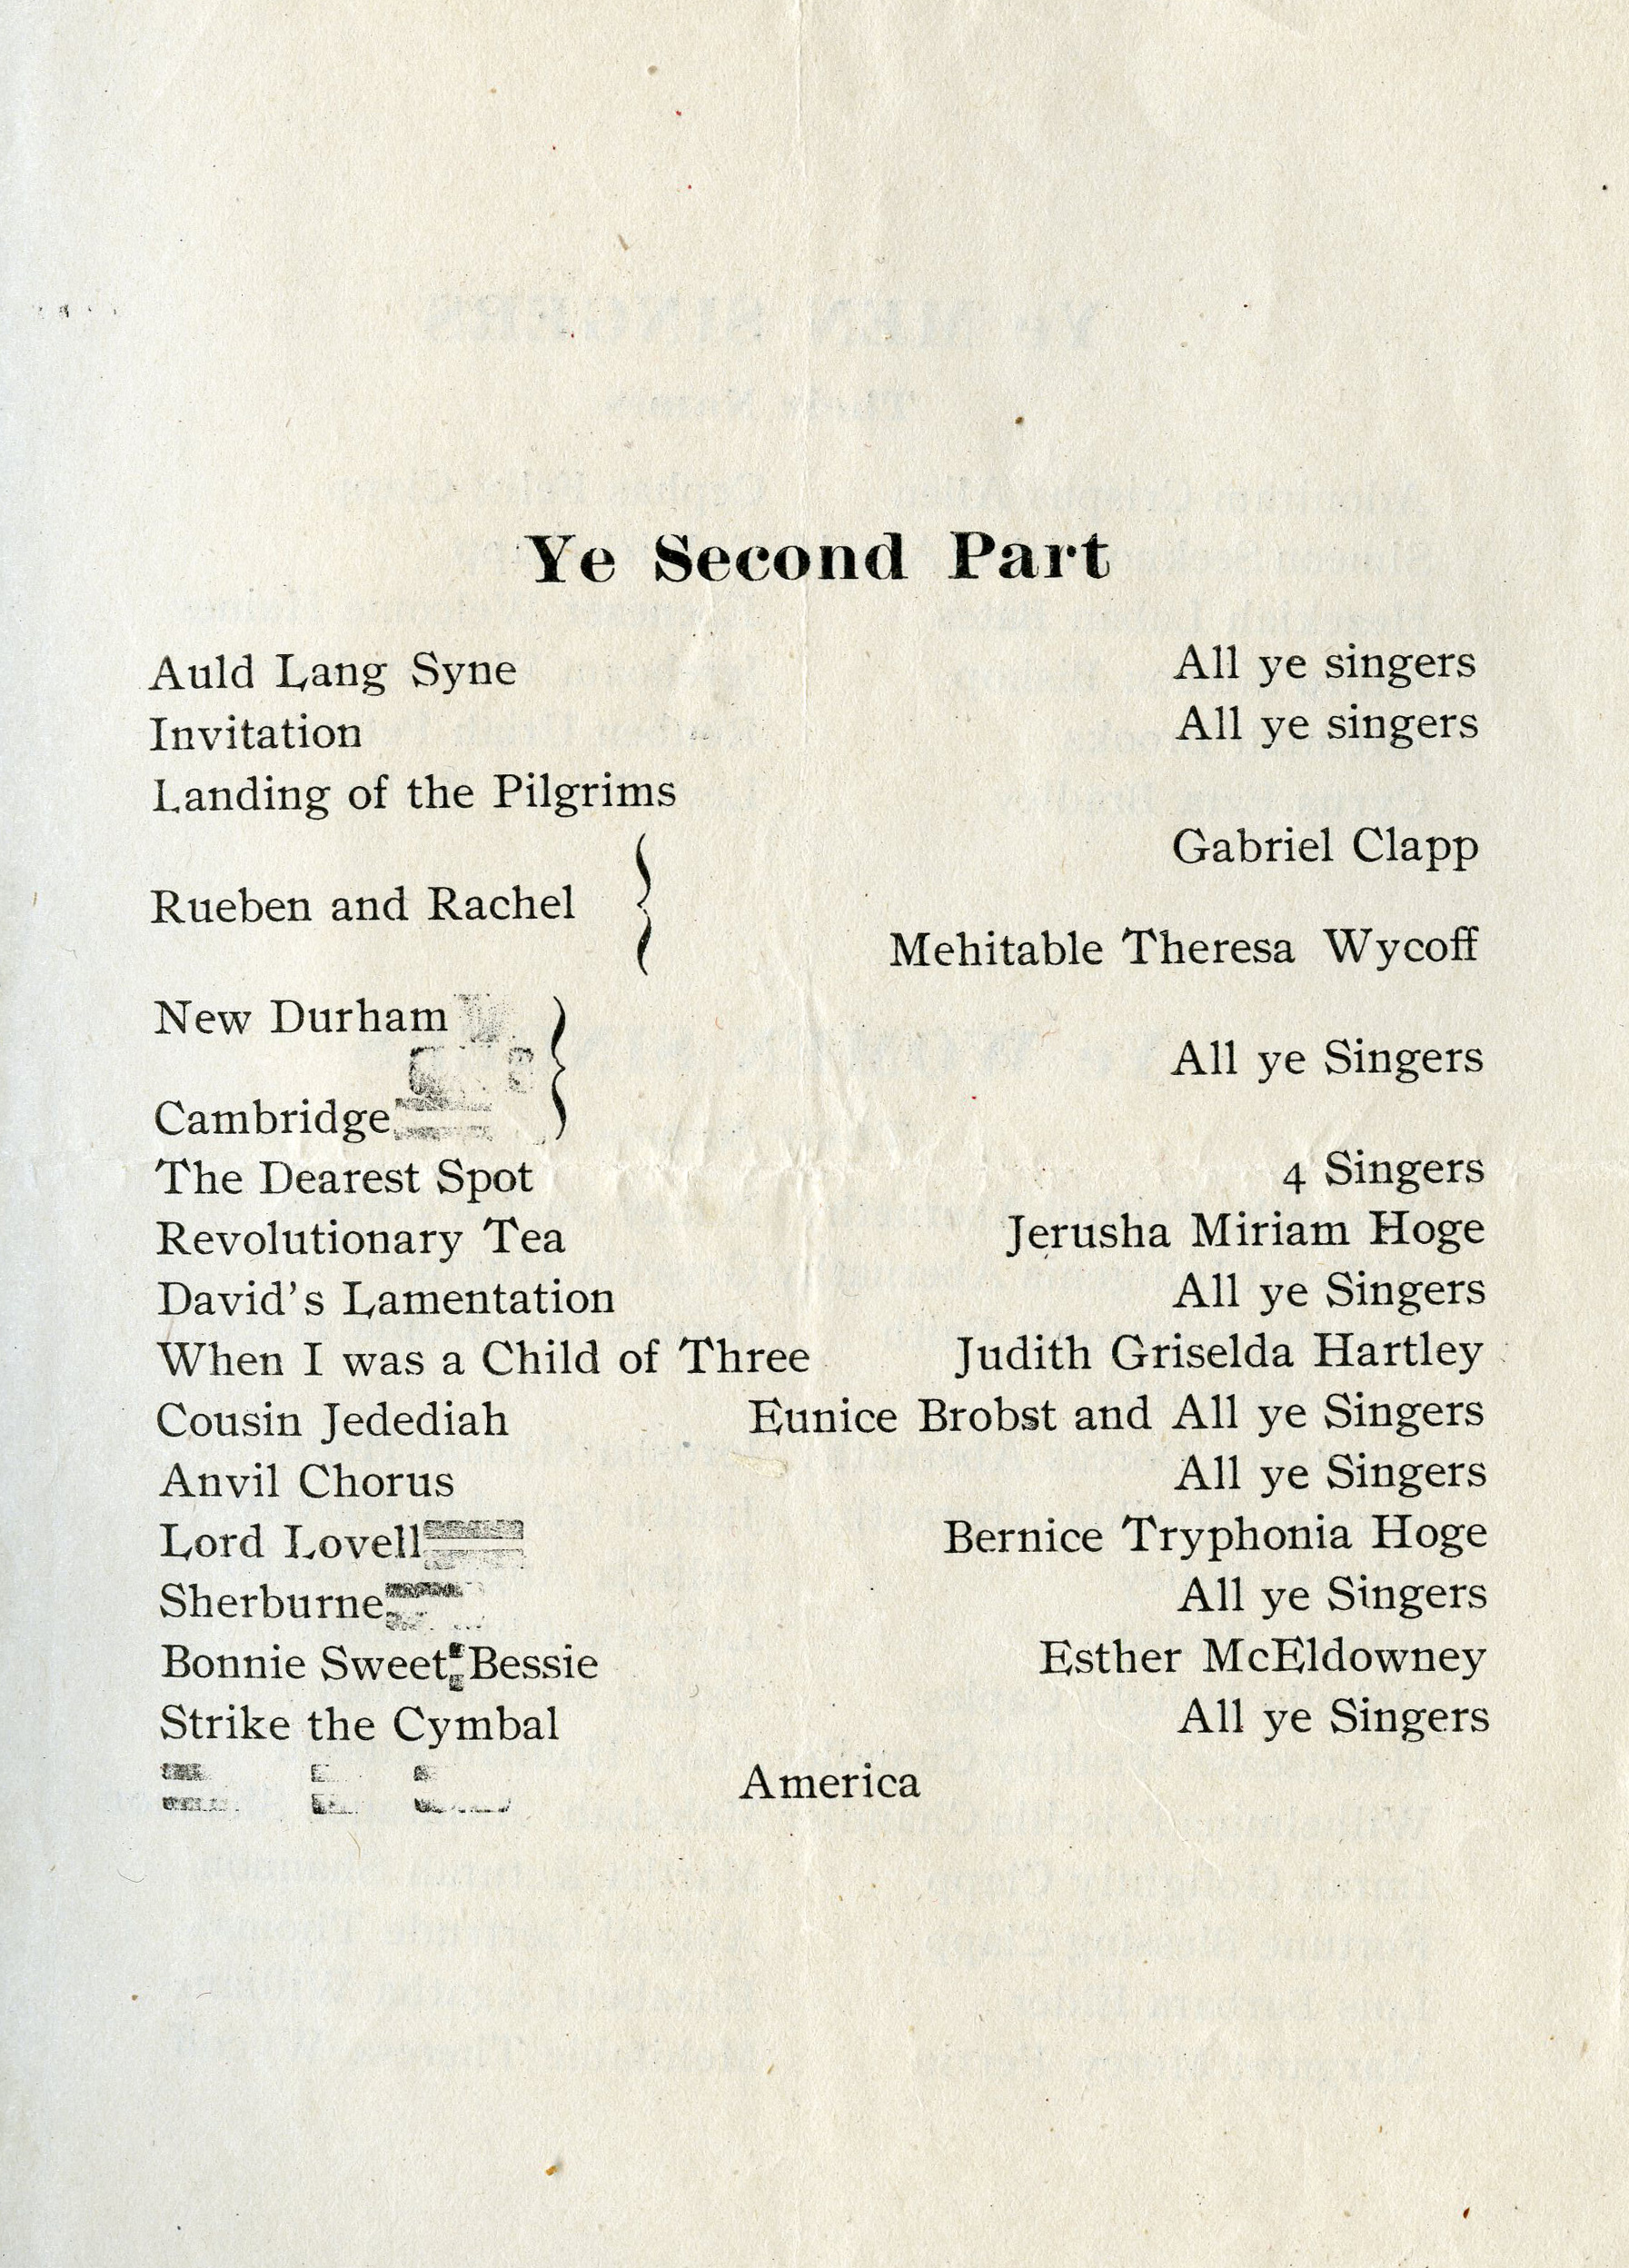 Ye Second Part
Auld Lang Syne All ye singers
Invitation All ye singers
Landing of the Pilgrims
Gabriel Clapp
Rueben and Rachel
Mehitable Theresa Wycoff
New Durham
All ye Singers
Cambridge
The Dearest Spot 4 Singers
Revolutionary Tea Jerusha Miriam Hoge
David's Lamentation All ye Singers
When I was a Child of Three Judith Griselda Hartley
Cousin Jedediah Eunice Brobst and All ye Singers
Anvil Chorus All ye Singers
Lord Lovell Bernice Tryphonia Hoge
Sherburne All ye Singers
Bonnie Sweet Bessie Esther McEldowney
Strike the Cymbal All ye Singers
America